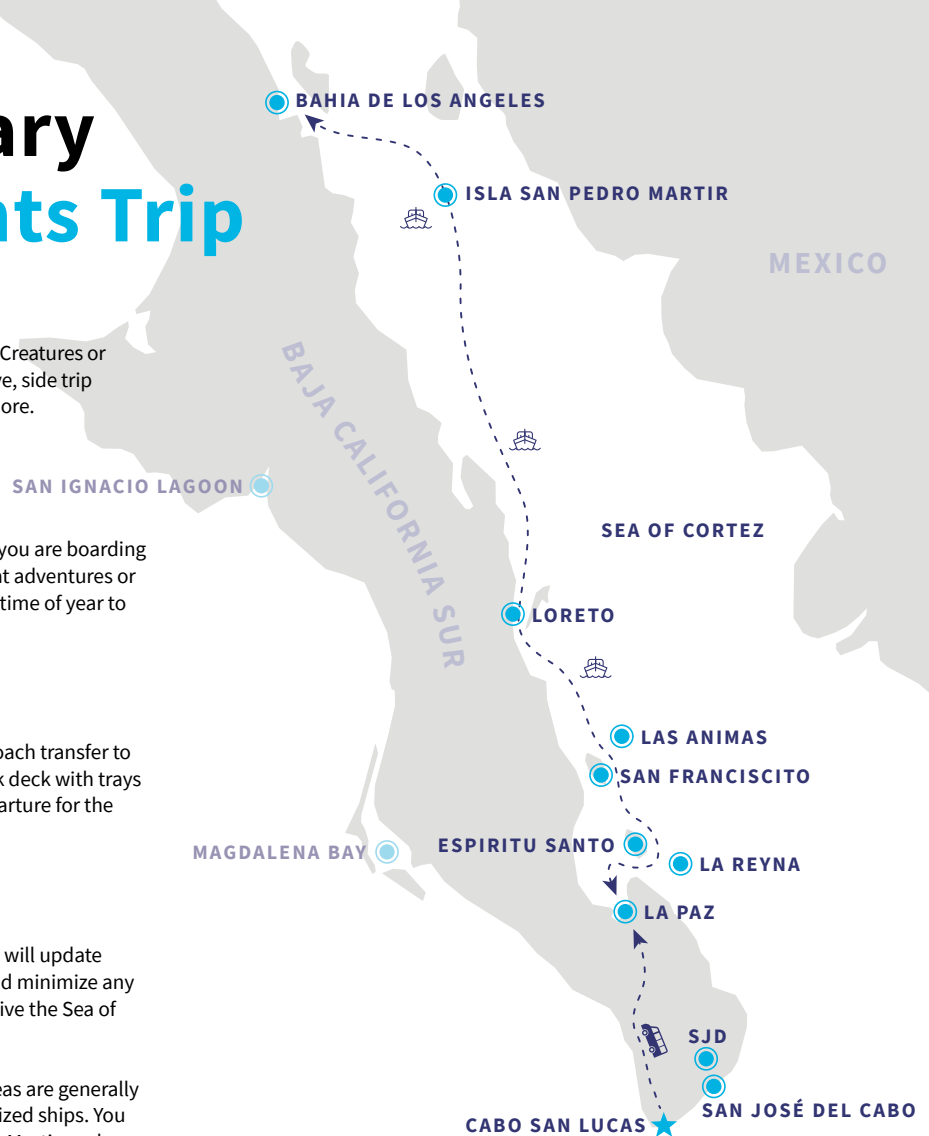 ary
nts Trip
Creatures or
e, side trip
ore.
you are boarding
t adventures or
time of year to
oach transfer to
k deck with trays
arture for the
will update
d minimize any
ive the Sea of
eas are generally
ized ships. You
BAHIA DE LOS ANGELES
ISLA SAN PEDRO MARTIR
MEXICO
BAJA CALIFORNIA SUR
SAN IGNACIO LAGOON
SEA OF CORTEZ
LORETO
LAS ANIMAS
SAN FRANCISCITO
MAGDALENA BAY
ESPIRITU SANTO
LA REYNA
LA PAZ
SJD
SAN JOSÉ DEL CABO
CABO SAN LUCAS